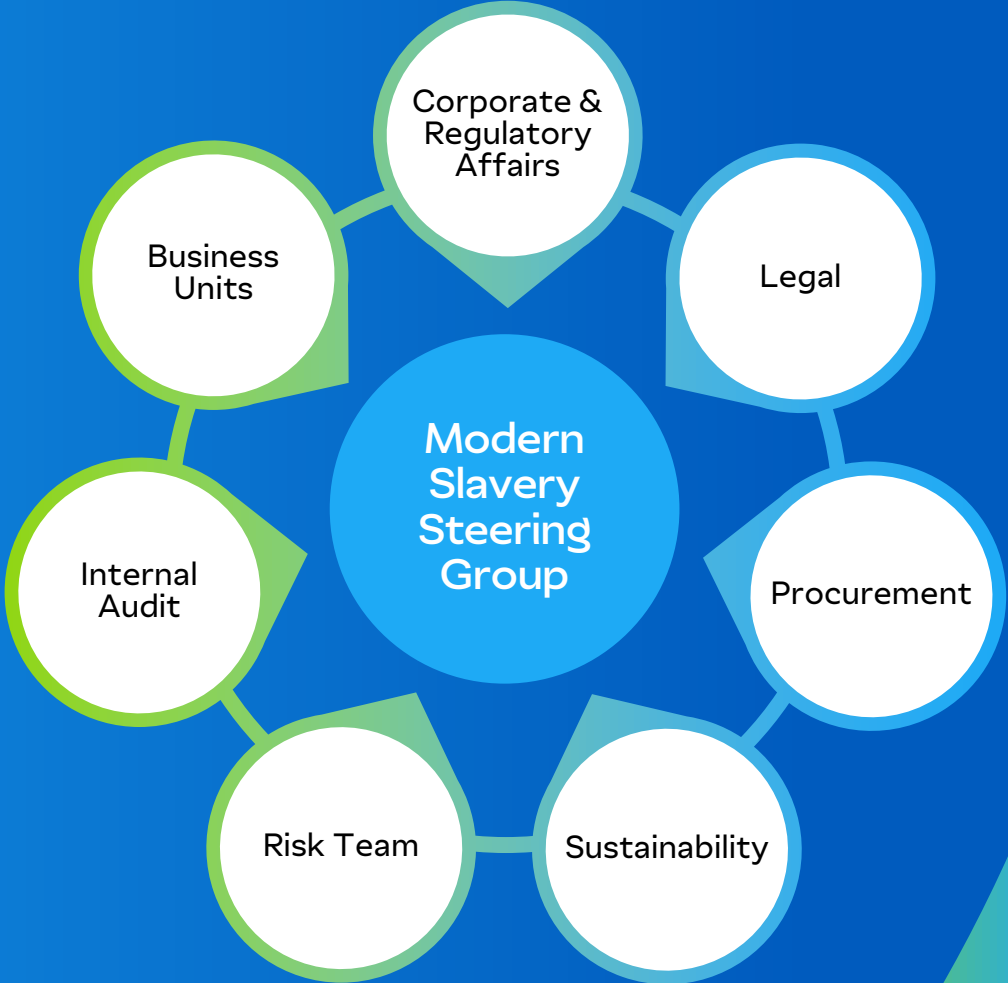 Corporate &
Regulatory
Affairs
Legal
Procurement
Sustainability
Risk Team
Internal
Audit
Business
Units
Modern
Slavery
Steering
Group